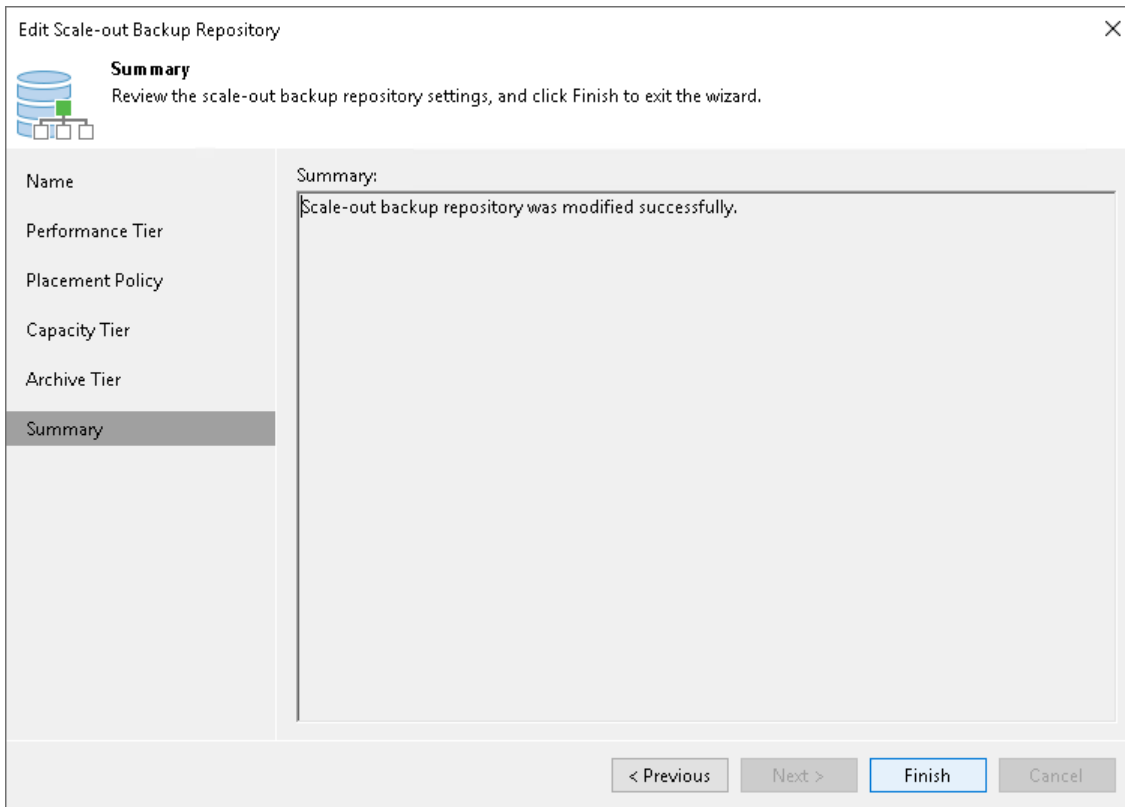 Edit Scale-out Backup Repository
Summary
Review the scale-out backup repository settings, and click Finish to exit the wizard.
Name
Performance Tier
Placement Policy
Capacity Tier
Archive Tier
Summary
Summary:
Scale-out backup repository was modified successfully.
< Previous
Next >
Finish
Cancel